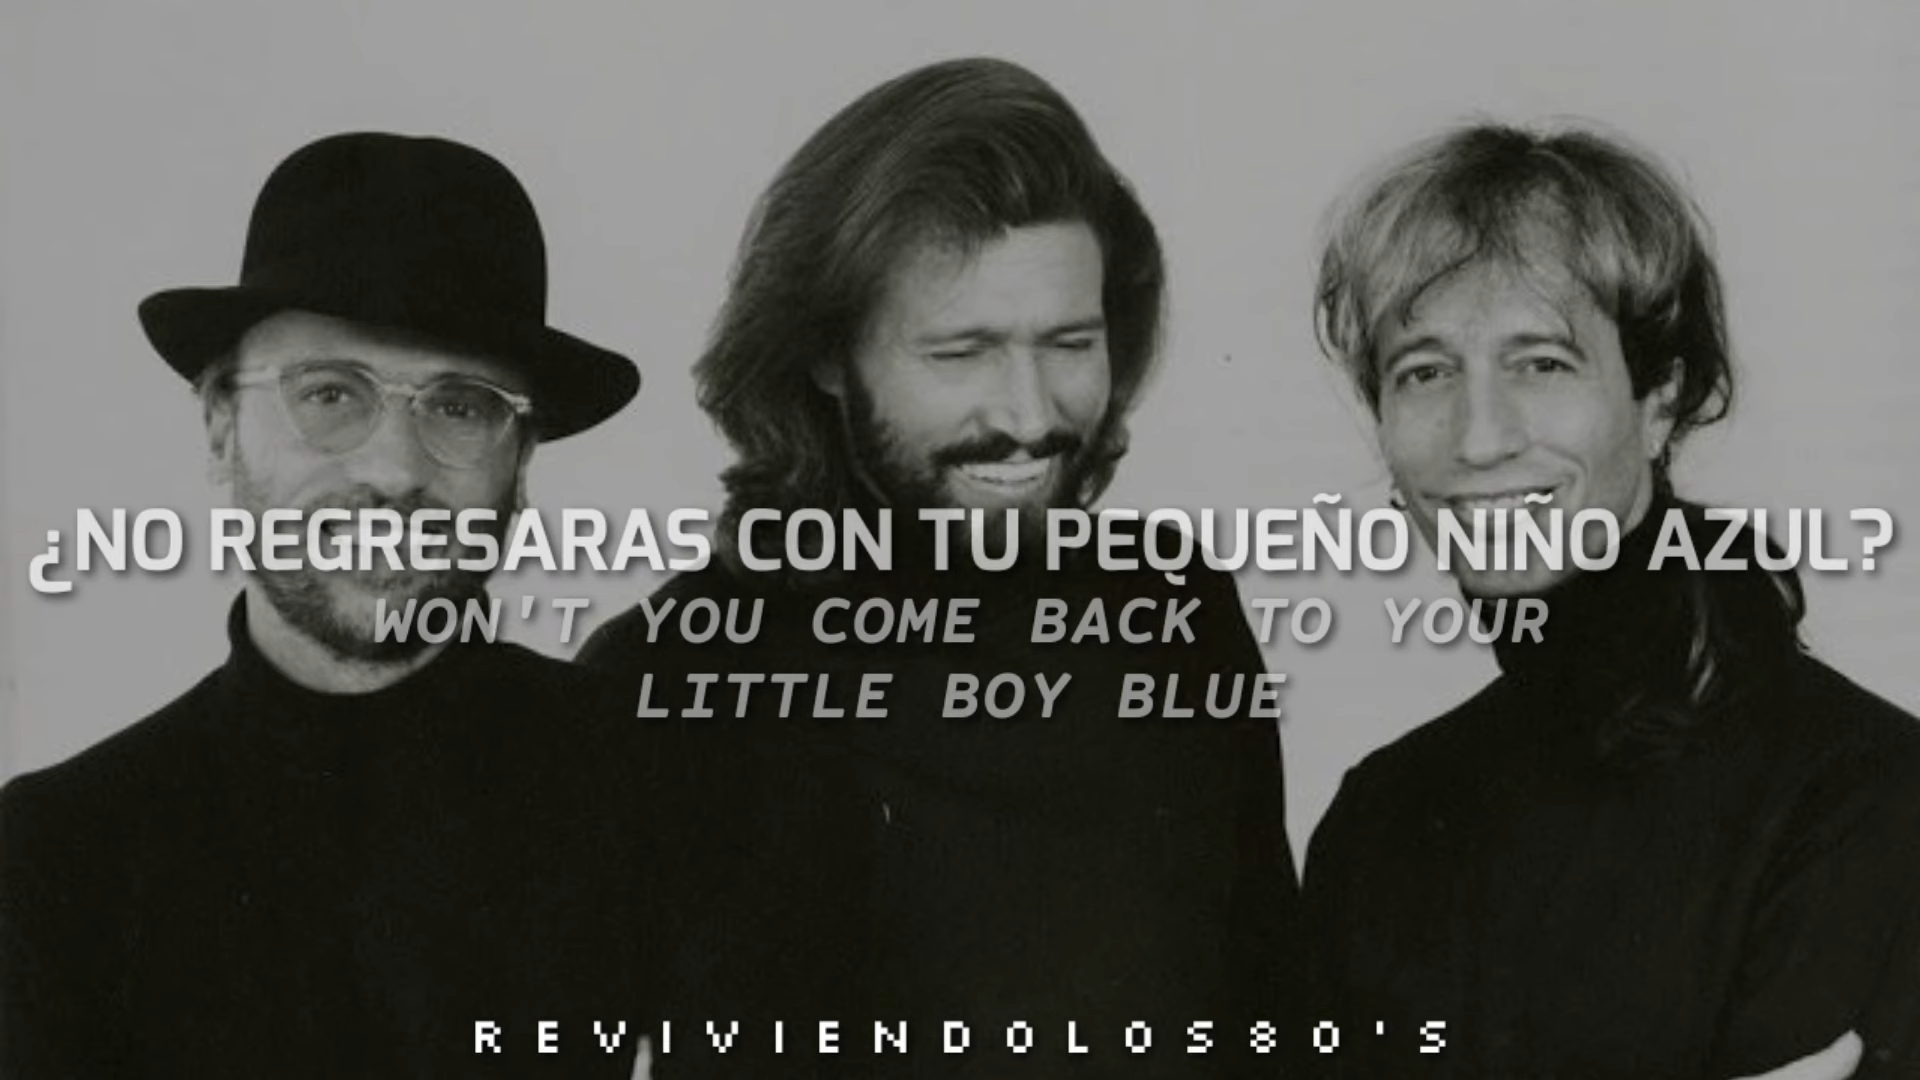 ¿NO REGRESARAS CON TU PEQUEÑO NIÑO AZUL?
WON'T YOU COME BACK TO YOUR
LITTLE BOY BLUE
REVIVIENDOLOS80'S